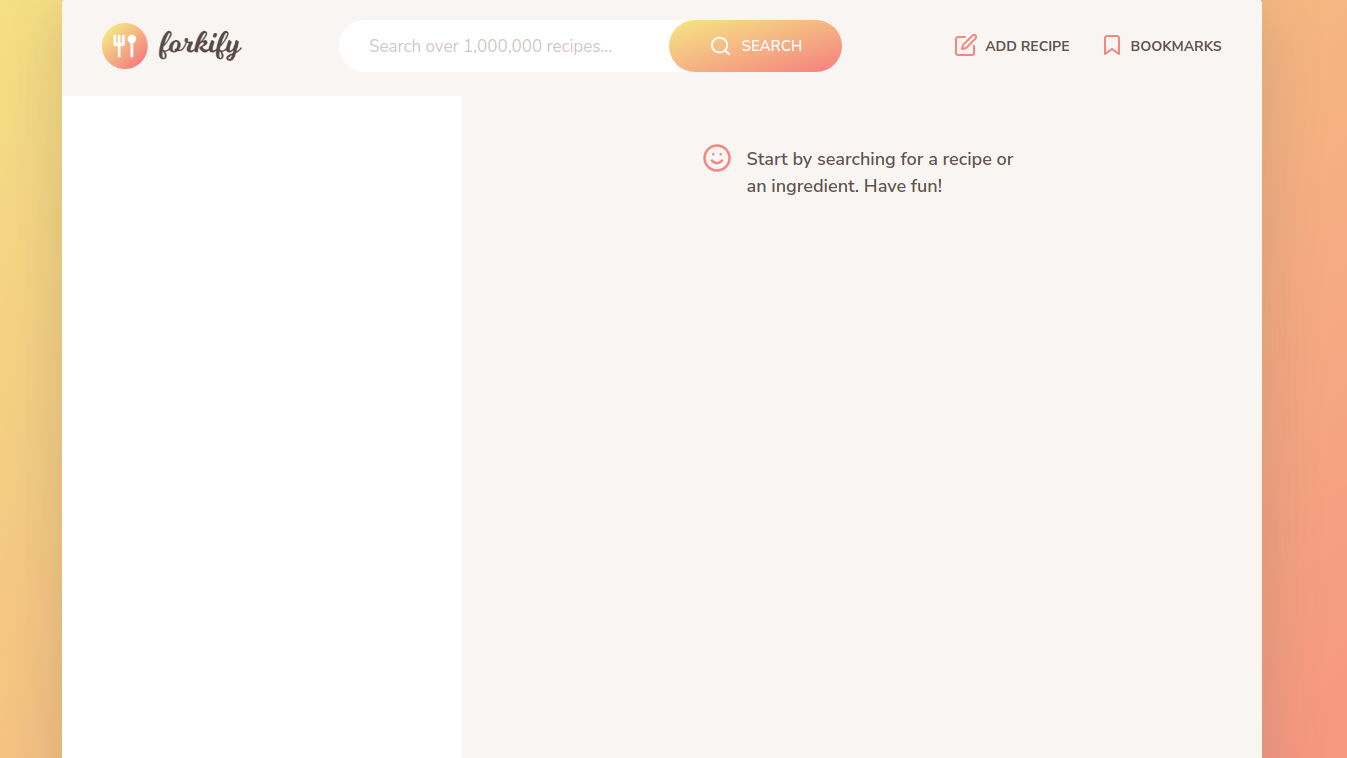 forkify
Search over 1,000,000 recipes...
SEARCH
ADD RECIPE
BOOKMARKS
Start by searching for a recipe or
an ingredient. Have fun!